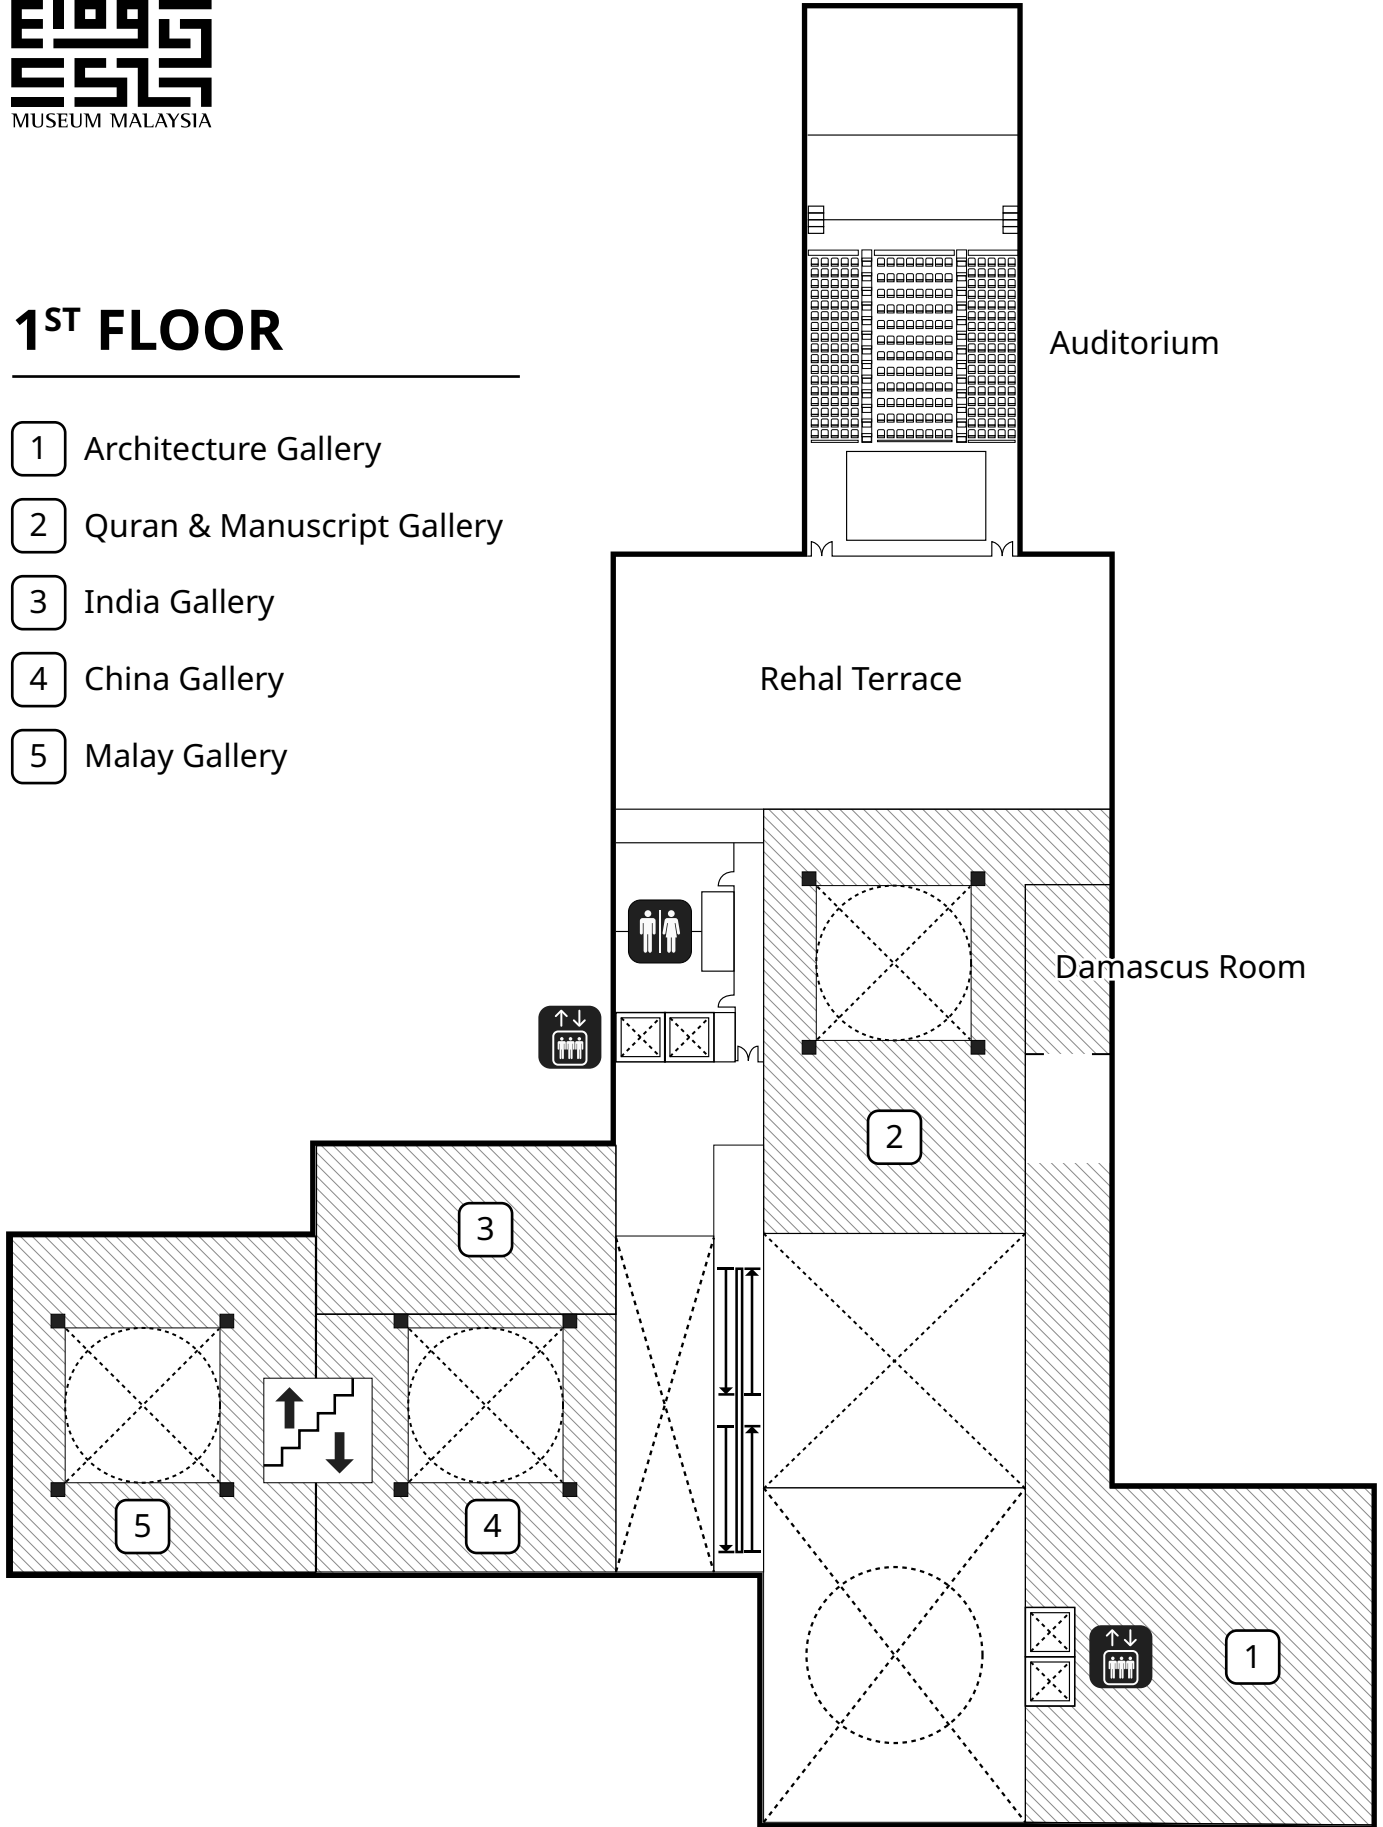 MUSEUM MALAYSIA
1ST FLOOR
1 Architecture Gallery
2 Quran & Manuscript Gallery
3 India Gallery
4 China Gallery
5 Malay Gallery
Auditorium
Rehal Terrace
Damascus Room
2
3
5
4
1